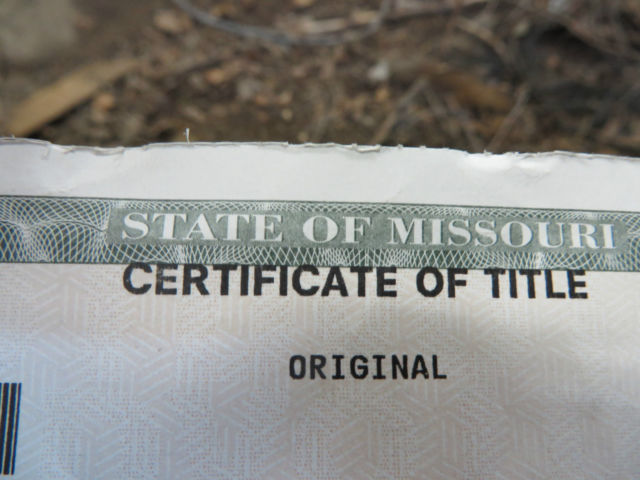 STATE OF MISSOURI
CERTIFICATE OF TITLE
ORIGINAL